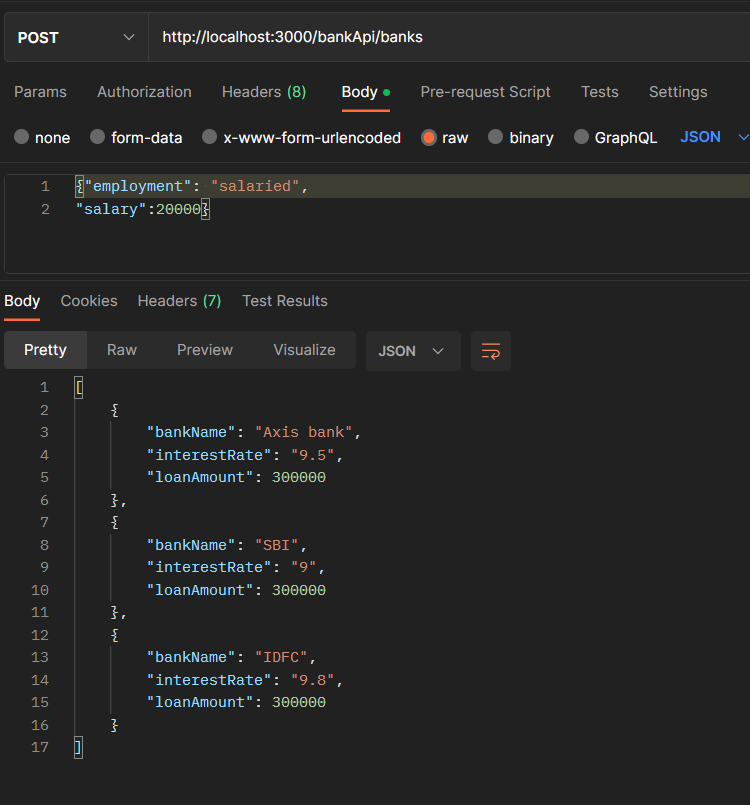 POST http://localhost:3000/bankApi/banks
Params Authorization Headers (8) Body Pre-request Script Tests Settings
none form-data x-www-form-urlencoded raw binary GraphQL JSON
1 {"employment": "salaried",
2 "salary":20000}
Body Cookies Headers (7) Test Results
Pretty Raw Preview Visualize JSON
1 [
2 {
3 "bankName": "Axis bank",
4 "interestRate": "9.5",
5 "loanAmount": 300000
6 },
7 {
8 "bankName": "SBI",
9 "interestRate": "9",
10 "loanAmount": 300000
11 },
12 {
13 "bankName": "IDFC",
14 "interestRate": "9.8",
15 "loanAmount": 300000
16 }
17 ]